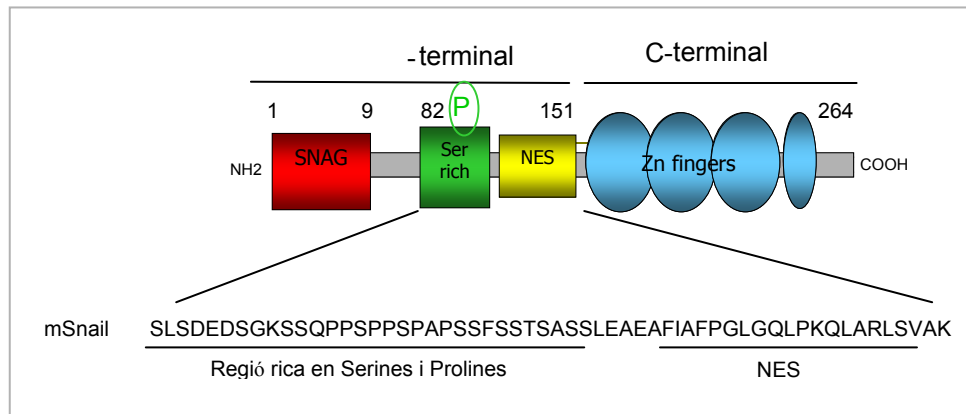 -terminal C-terminal
1 9 82 P 151 264
NH2 SNAG Ser rich NES Zn fingers COOH
mSnail SLSDEDSGKSSQPPSPPSPAPSSFSSTSASSLEAEAFIAFPGLGQLPKQLARLSVAK
Regió rica en Serines i Prolines NES